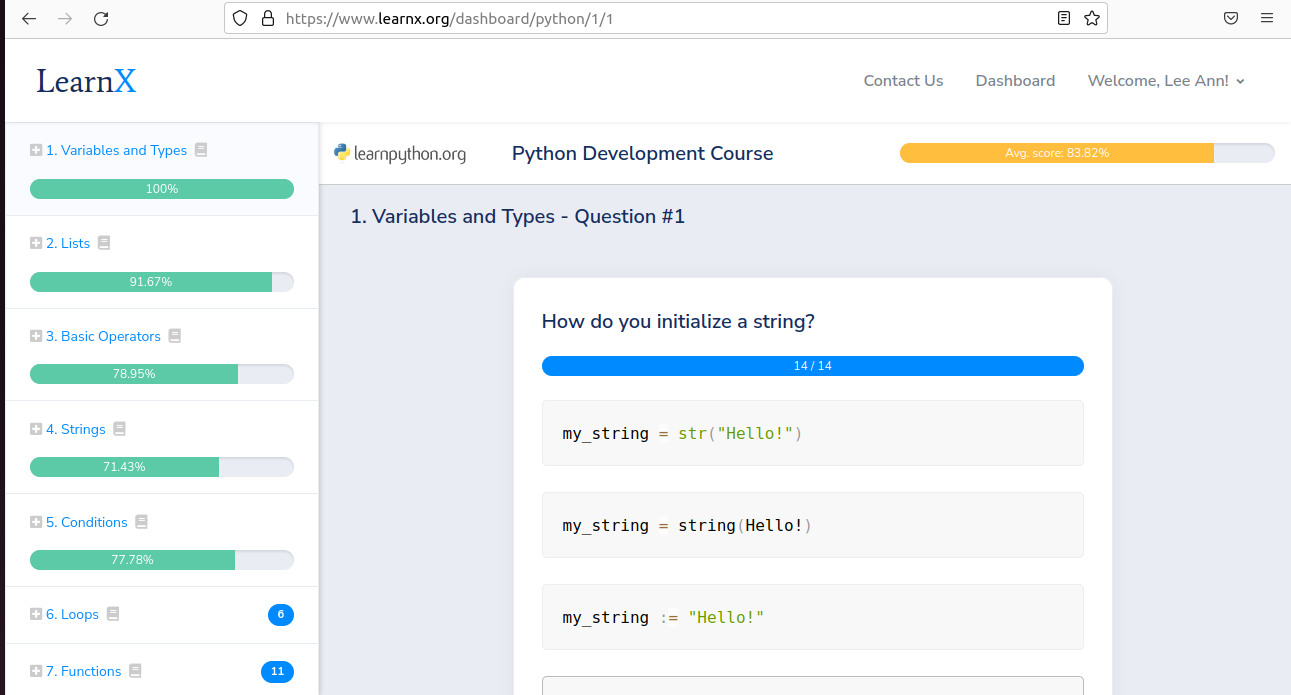 https://www.learnx.org/dashboard/python/1/1
LearnX
Contact Us
Dashboard
Welcome, Lee Ann!
1. Variables and Types
100%
2. Lists
91.67%
3. Basic Operators
78.95%
4. Strings
71.43%
5. Conditions
77.78%
6. Loops
6
7. Functions
11
learnpython.org
Python Development Course
Avg. score: 83.82%
1. Variables and Types - Question #1
How do you initialize a string?
14 / 14
my_string = str("Hello!")
my_string = string(Hello!)
my_string := "Hello!"